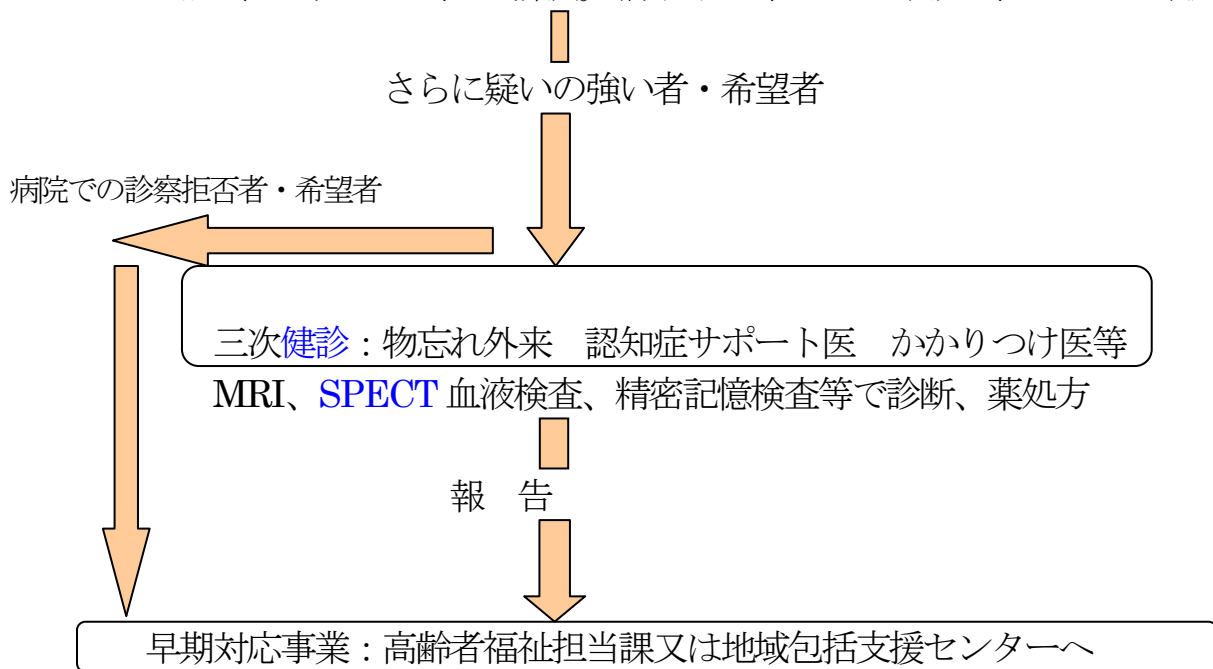 さらに疑いの強い者・希望者
病院での診察拒否者・希望者
三次健診：物忘れ外来　認知症サポート医　かかりつけ医等
MRI、SPECT 血液検査、精密記憶検査等で診断、薬処方
報　告
早期対応事業：高齢者福祉担当課又は地域包括支援センターへ